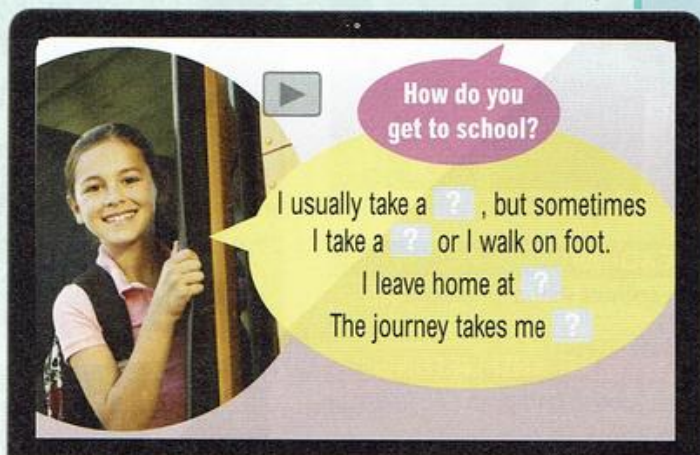 How do you
get to school?
I usually take a ? , but sometimes
I take a ? or I walk on foot.
I leave home at ?
The journey takes me ?